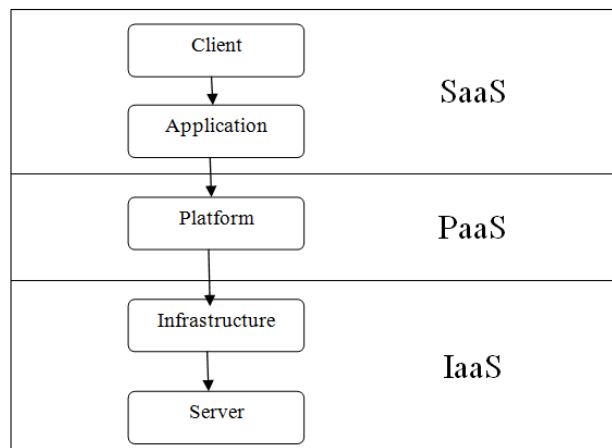 Client
SaaS
Application
Platform
PaaS
Infrastructure
IaaS
Server